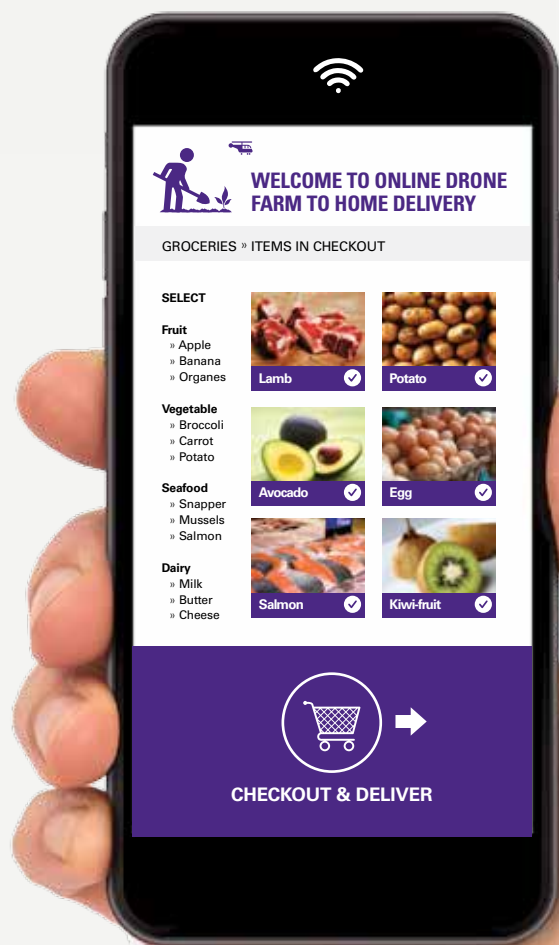 WELCOME TO ONLINE DRONE
FARM TO HOME DELIVERY
GROCERIES » ITEMS IN CHECKOUT
SELECT
Fruit
» Apple
» Banana
» Organes
Vegetable
» Broccoli
» Carrot
» Potato
Seafood
» Snapper
» Mussels
» Salmon
Dairy
» Milk
» Butter
» Cheese
Lamb
Potato
Avocado
Egg
Salmon
Kiwi-fruit
CHECKOUT & DELIVER